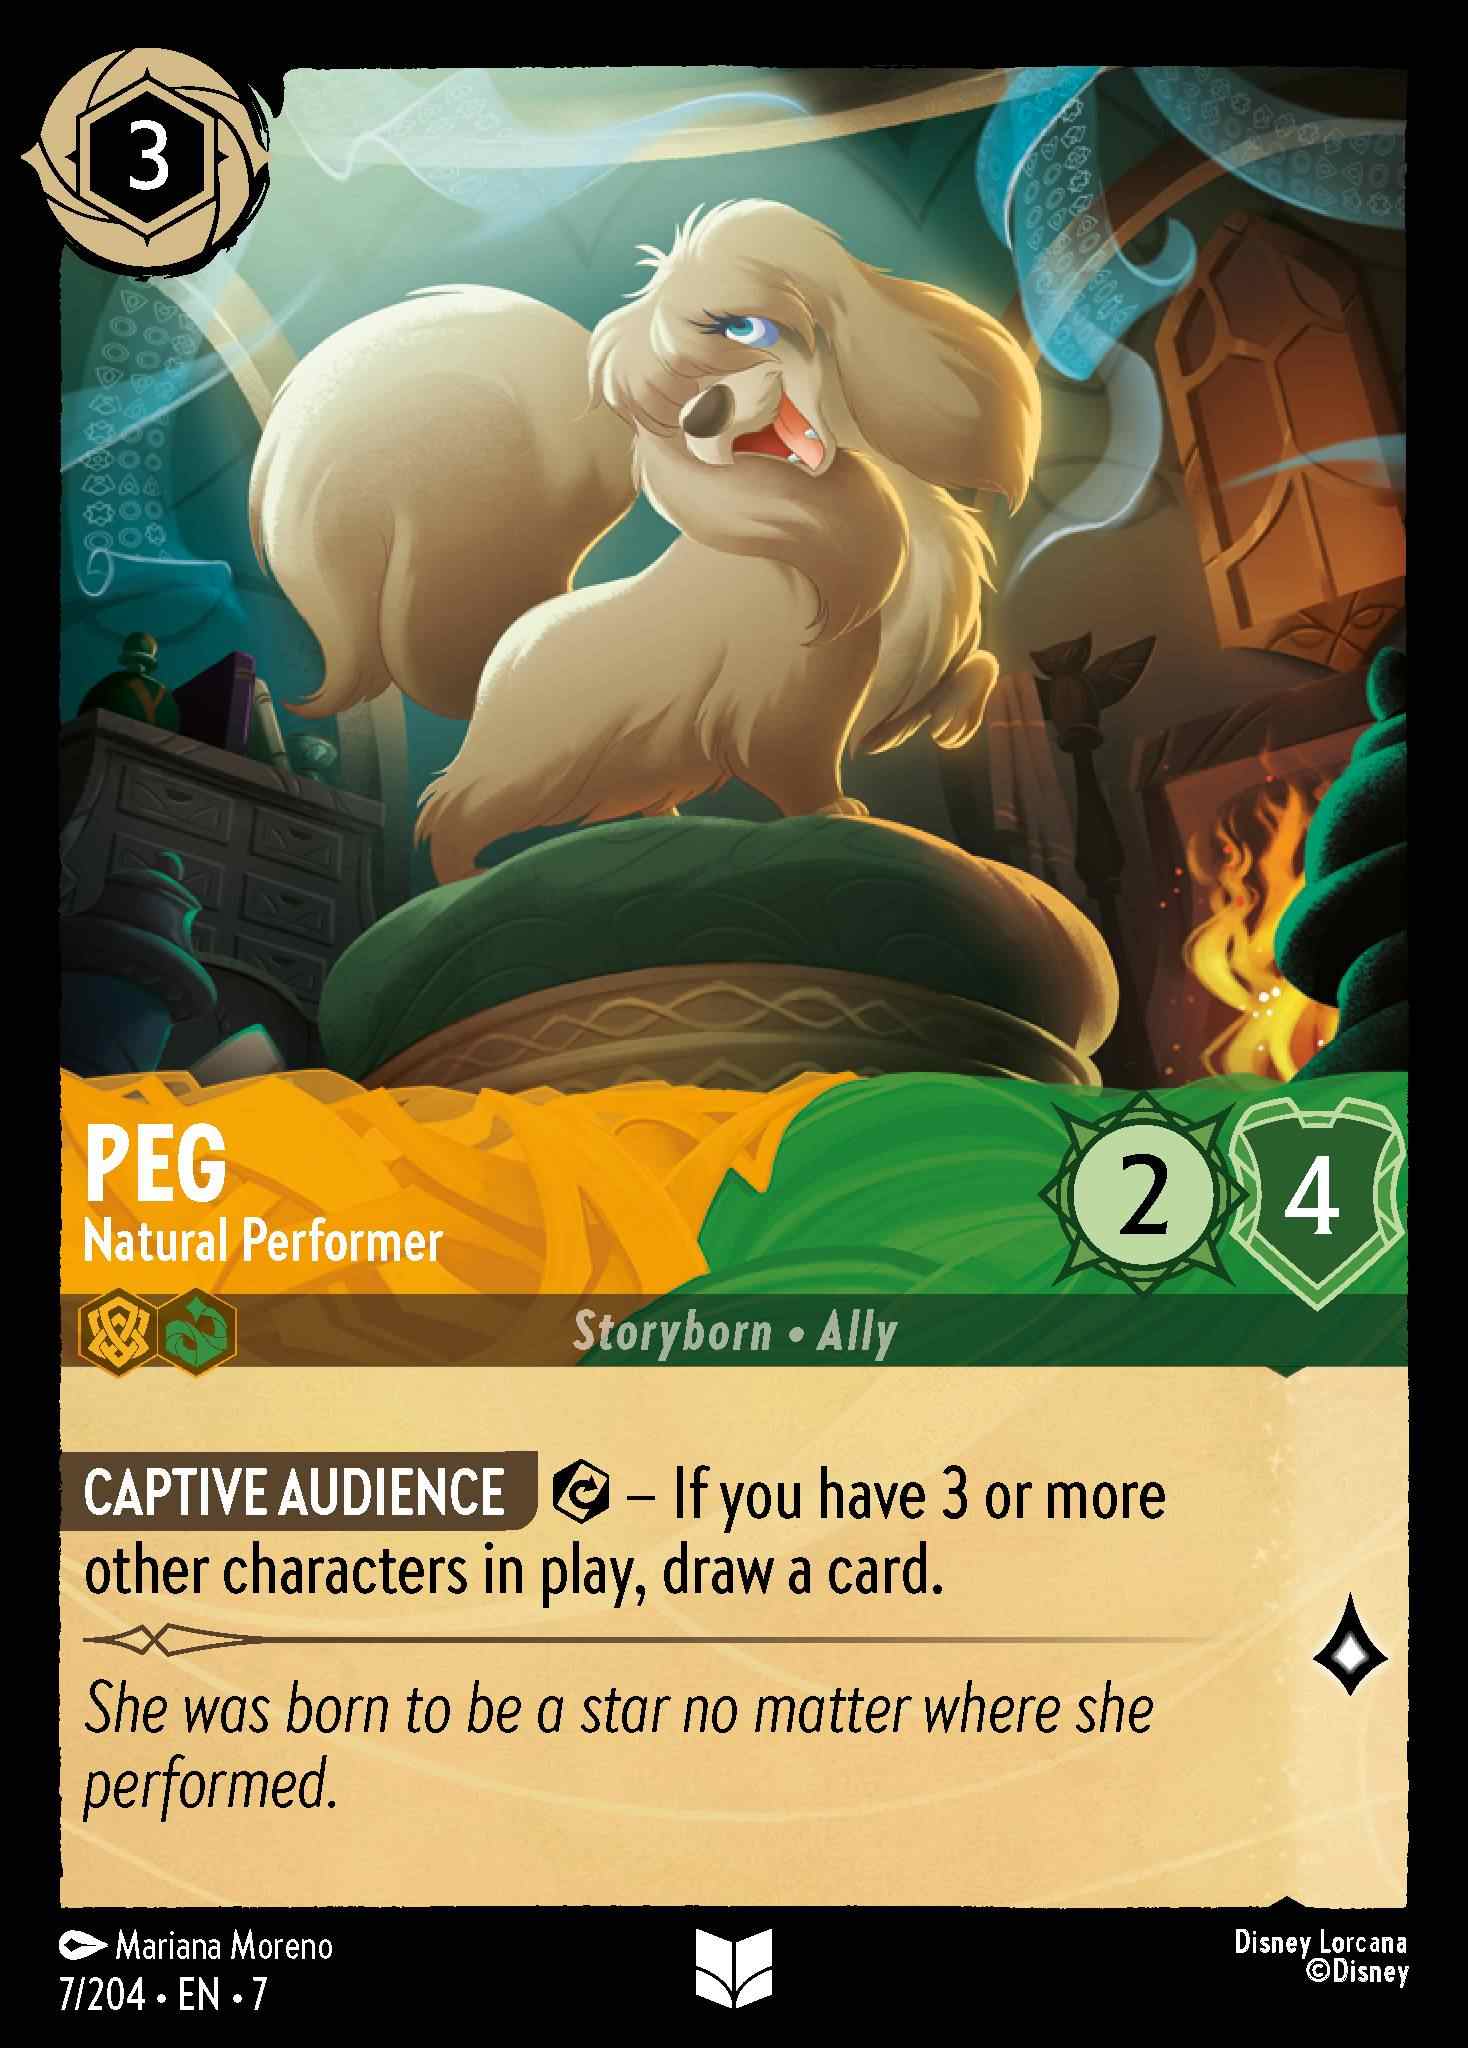 3
PEG
Natural Performer
2
4
Storyborn • Ally
CAPTIVE AUDIENCE – If you have 3 or more
other characters in play, draw a card.
She was born to be a star no matter where she
performed.
Mariana Moreno
7/204 • EN • 7
Disney Lorcana
©Disney